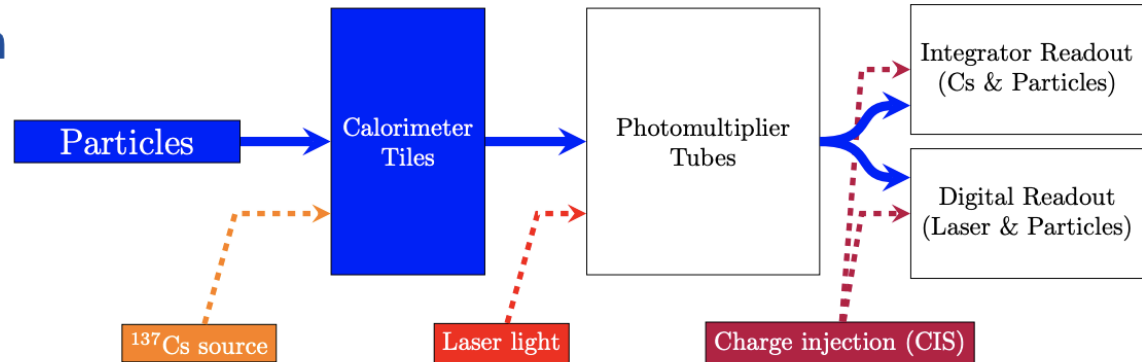 n
Particles
Calorimeter
Tiles
Photomultiplier
Tubes
Integrator Readout
(Cs & Particles)
Digital Readout
(Laser & Particles)
¹³⁷Cs source
Laser light
Charge injection (CIS)